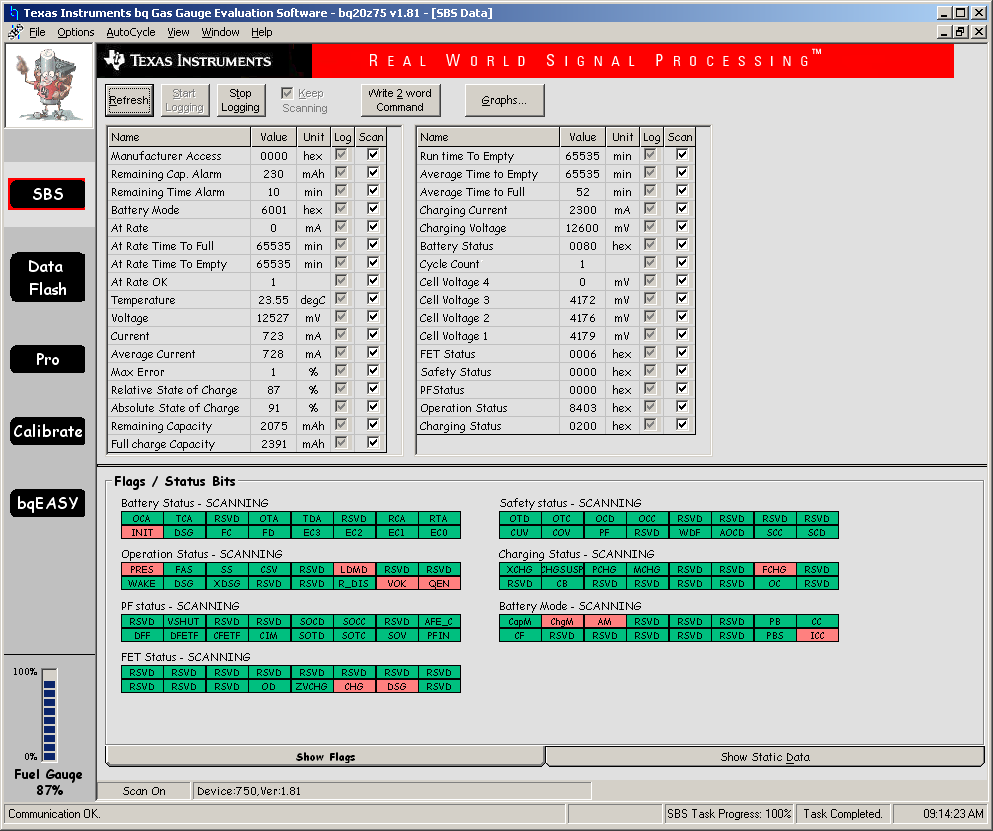 Texas Instruments bq Gas Gauge Evaluation Software - bq20z75 v1.81 - [SBS Data]
File Options AutoCycle View Window Help
TEXAS INSTRUMENTS REAL WORLD SIGNAL PROCESSING™
Refresh Start Logging Stop Logging Keep Scanning Write 2 word Command Graphs...
SBS
Data Flash
Pro
Calibrate
bqEASY
Name Value Unit Log Scan
Manufacturer Access 0000 hex
Remaining Cap. Alarm 230 mAh
Remaining Time Alarm 10 min
Battery Mode 6001 hex
At Rate 0 mA
At Rate Time To Full 65535 min
At Rate Time To Empty 65535 min
At Rate OK 1
Temperature 23.55 degC
Voltage 12527 mV
Current 723 mA
Average Current 728 mA
Max Error 1 %
Relative State of Charge 87 %
Absolute State of Charge 91 %
Remaining Capacity 2075 mAh
Full charge Capacity 2391 mAh
Name Value Unit Log Scan
Run time To Empty 65535 min
Average Time to Empty 65535 min
Average Time to Full 52 min
Charging Current 2300 mA
Charging Voltage 12600 mV
Battery Status 0080 hex
Cycle Count 1
Cell Voltage 4 0 mV
Cell Voltage 3 4172 mV
Cell Voltage 2 4176 mV
Cell Voltage 1 4179 mV
FET Status 0006 hex
Safety Status 0000 hex
PFStatus 0000 hex
Operation Status 8403 hex
Charging Status 0200 hex
Flags / Status Bits
Battery Status - SCANNING
OCA TCA RSVD OTA TDA RSVD RCA RTA
INIT DSG FC FD EC3 EC2 EC1 EC0
Operation Status - SCANNING
PRES FAS SS CSV RSVD LDMD RSVD RSVD
WAKE DSG XDSG RSVD RSVD R_DIS VOK QEN
PF status - SCANNING
RSVD VSHUT RSVD RSVD SOCD SOCC RSVD AFE_C
DFF DFETF CFETF CIM SOTD SOTC SOV PFIN
FET Status - SCANNING
RSVD RSVD RSVD RSVD RSVD RSVD RSVD RSVD
RSVD RSVD RSVD OD ZVCHG CHG DSG RSVD
Safety status - SCANNING
OTD OTC OCD OCC RSVD RSVD RSVD RSVD
CUV COV PF RSVD WDF AOCD SCC SCD
Charging Status - SCANNING
XCHG CHGSUSP PCHG MCHG RSVD RSVD FCHG RSVD
RSVD CB RSVD RSVD RSVD RSVD OC RSVD
Battery Mode - SCANNING
CapM ChgM AM RSVD RSVD RSVD PB CC
CF RSVD RSVD RSVD RSVD RSVD PBS ICC
Show Flags Show Static Data
100%
0%
Fuel Gauge
87%
Scan On Device:750,Ver:1.81
Communication OK. SBS Task Progress: 100% Task Completed. 09:14:23 AM